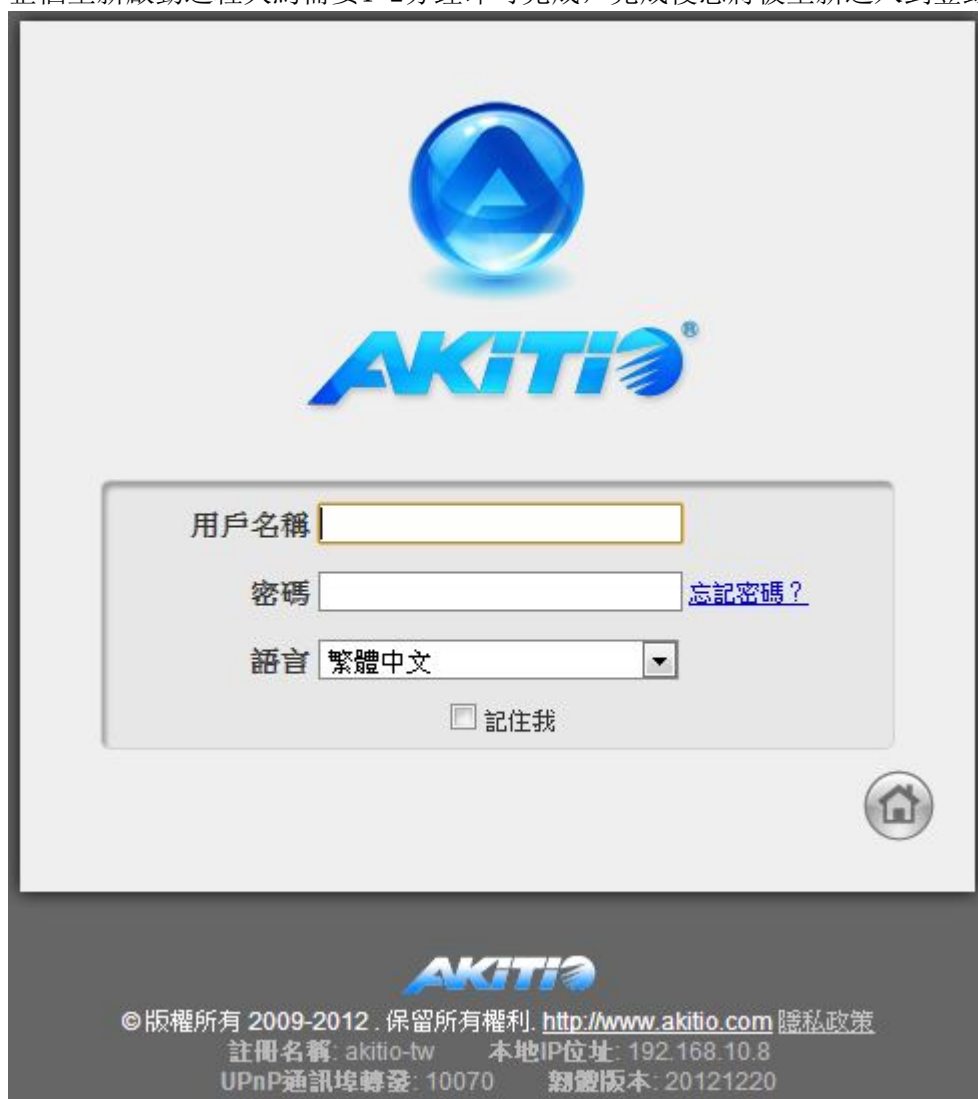 AKiTiO®
用戶名稱
密碼 忘記密碼？
語言 繁體中文
記住我
AKiTiO
©版權所有 2009-2012 . 保留所有權利. http://www.akitio.com 隱私政策
註冊名稱: akitio-tw 本地IP位址: 192.168.10.8
UPnP通訊埠轉發: 10070 韌體版本: 20121220